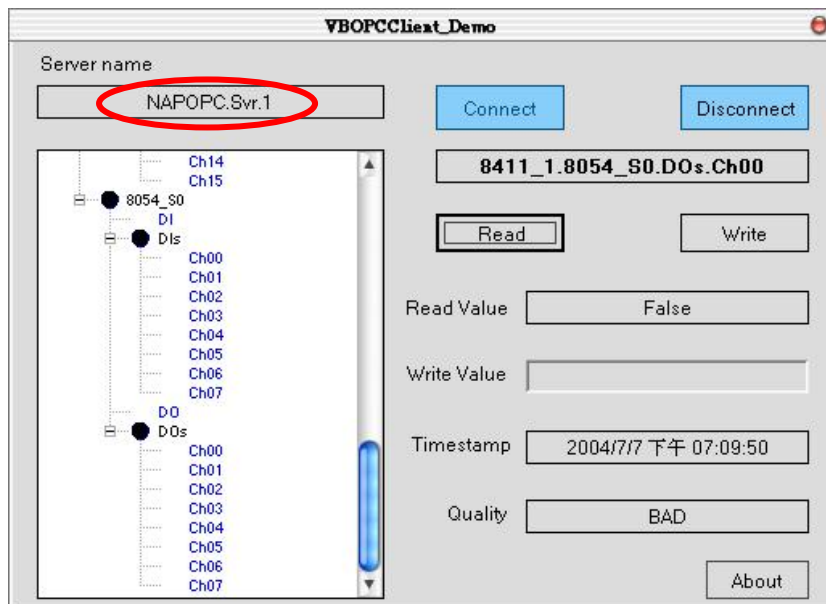 VBOPCClient_Demo
Server name
NAPOPC.Svr.1
Connect
Disconnect
Ch14
Ch15
8054_S0
DI
DIs
Ch00
Ch01
Ch02
Ch03
Ch04
Ch05
Ch06
Ch07
DO
DOs
Ch00
Ch01
Ch02
Ch03
Ch04
Ch05
Ch06
Ch07
8411_1.8054_S0.DOs.Ch00
Read
Write
Read Value
False
Write Value
Timestamp
2004/7/7 下午 07:09:50
Quality
BAD
About